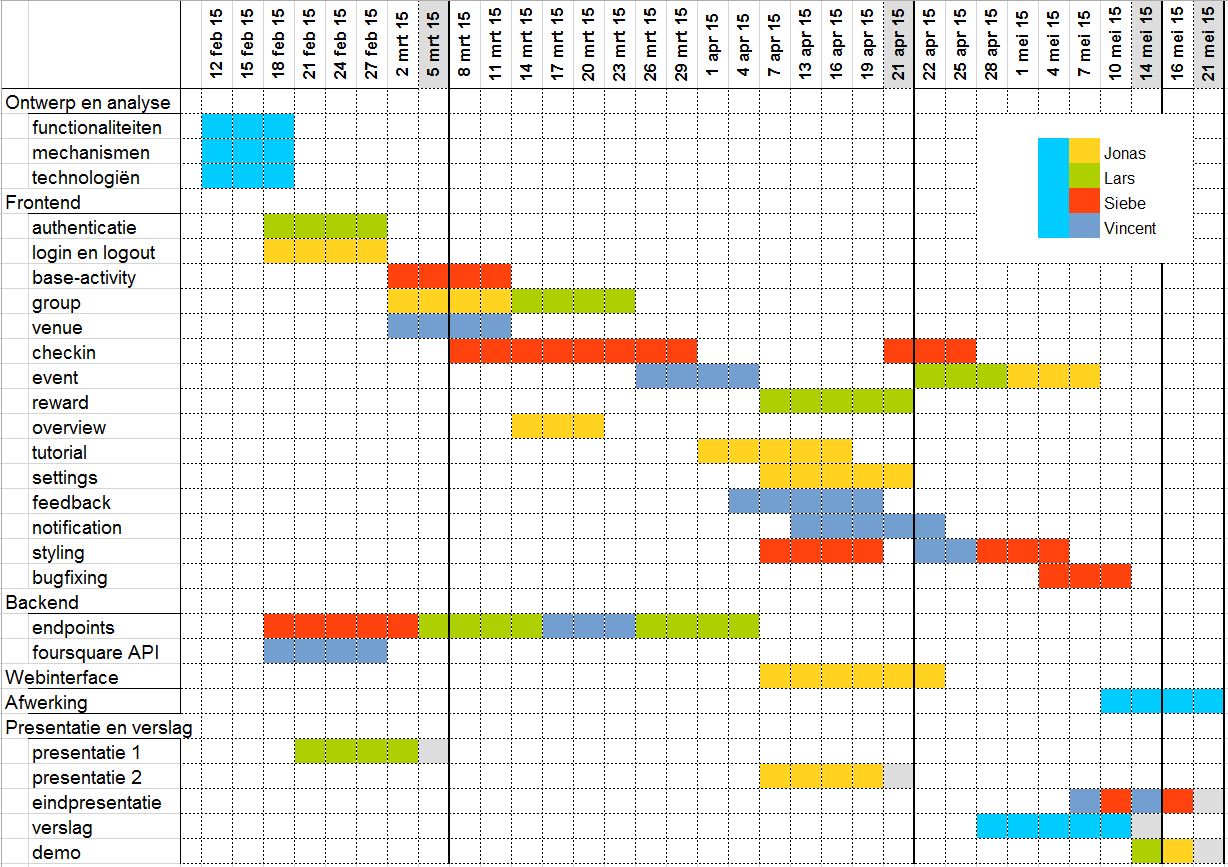 12 feb 15
15 feb 15
18 feb 15
21 feb 15
24 feb 15
27 feb 15
2 mrt 15
5 mrt 15
8 mrt 15
11 mrt 15
14 mrt 15
17 mrt 15
20 mrt 15
23 mrt 15
26 mrt 15
29 mrt 15
1 apr 15
4 apr 15
7 apr 15
13 apr 15
16 apr 15
19 apr 15
21 apr 15
22 apr 15
25 apr 15
28 apr 15
1 mei 15
4 mei 15
7 mei 15
10 mei 15
14 mei 15
16 mei 15
21 mei 15
Ontwerp en analyse
functionaliteiten
mechanismen
technologiën
Frontend
authenticatie
login en logout
base-activity
group
venue
checkin
event
reward
overview
tutorial
settings
feedback
notification
styling
bugfixing
Backend
endpoints
foursquare API
Webinterface
Afwerking
Presentatie en verslag
presentatie 1
presentatie 2
eindpresentatie
verslag
demo
Jonas
Lars
Siebe
Vincent